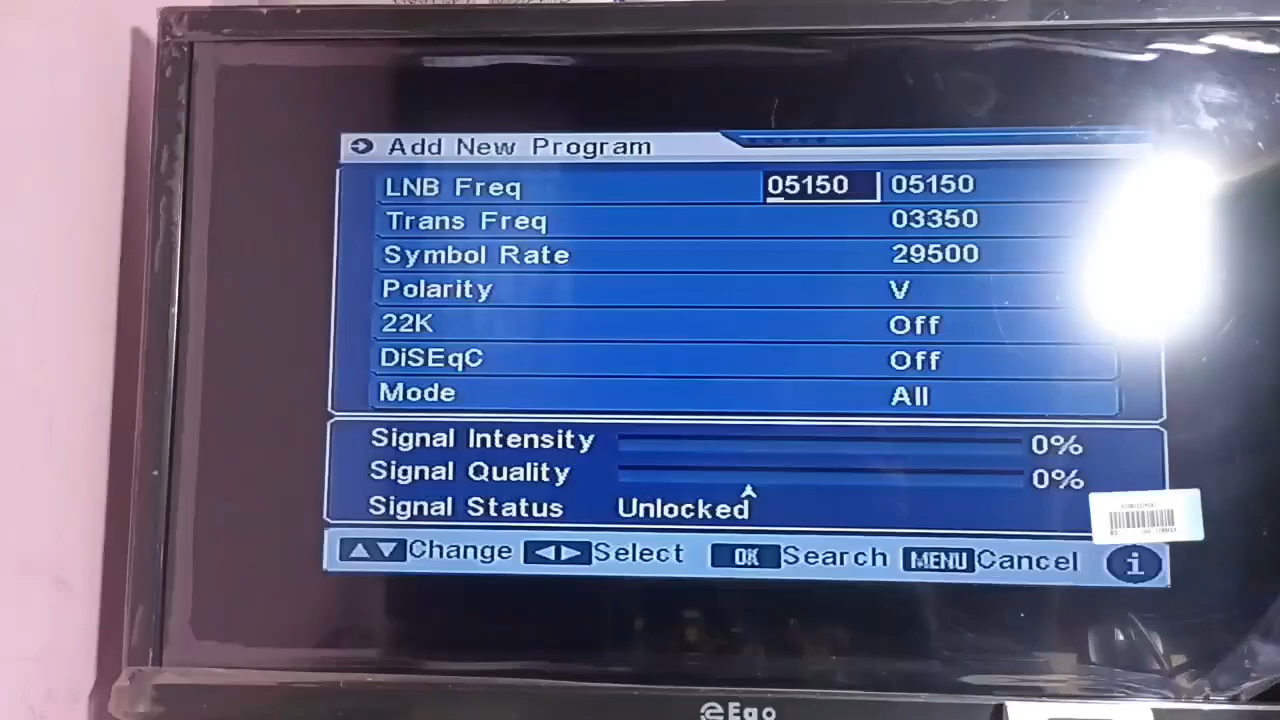 Add New Program
LNB Freq 05150 05150
Trans Freq 03350
Symbol Rate 29500
Polarity V
22K Off
DiSEqC Off
Mode All
Signal Intensity 0%
Signal Quality 0%
Signal Status Unlocked
Change Select OK Search MENU Cancel i
Ego